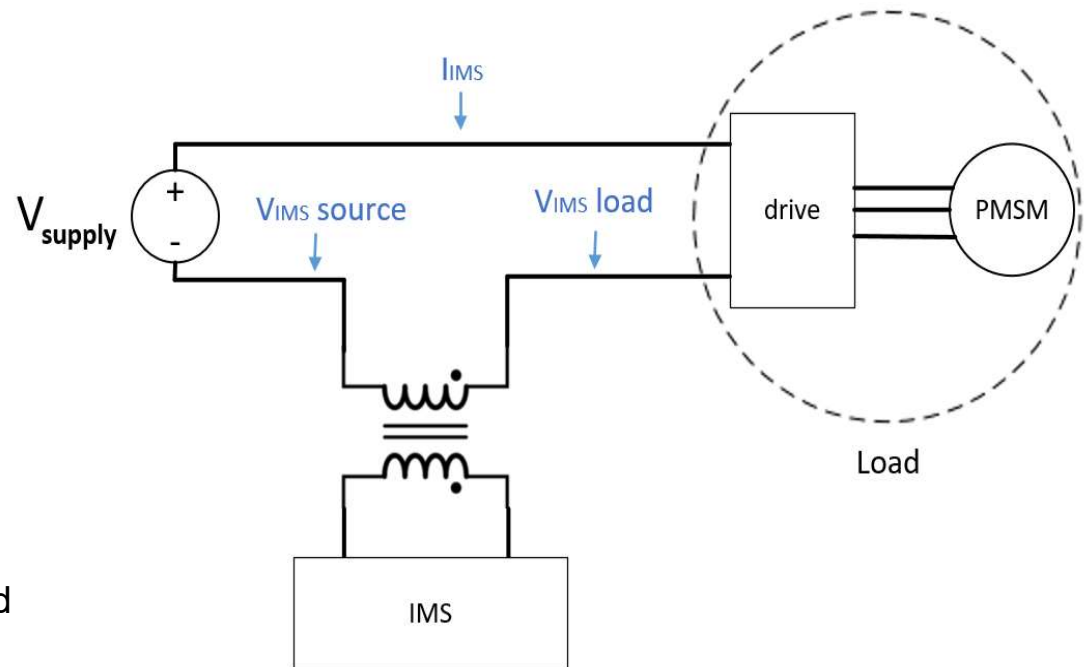 IIMS
Vsupply
+
-
VIMS source
VIMS load
drive
PMSM
Load
IMS
d